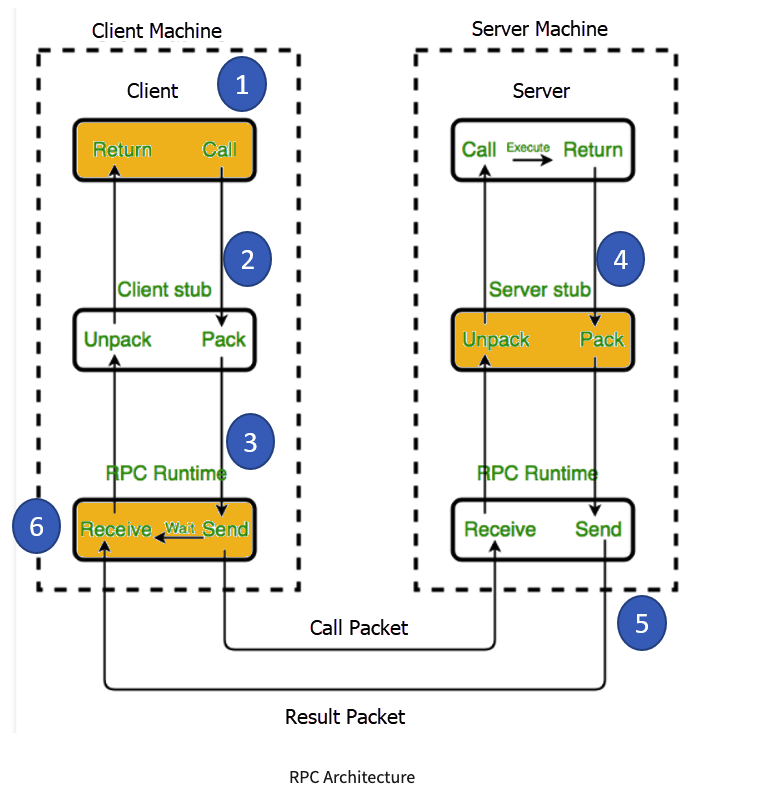 Client Machine
Server Machine
Client
1
Server
Return Call
Call Execute Return
2
4
Client stub
Server stub
Unpack Pack
Unpack Pack
3
RPC Runtime
RPC Runtime
6
Receive Wait Send
Receive Send
5
Call Packet
Result Packet
RPC Architecture